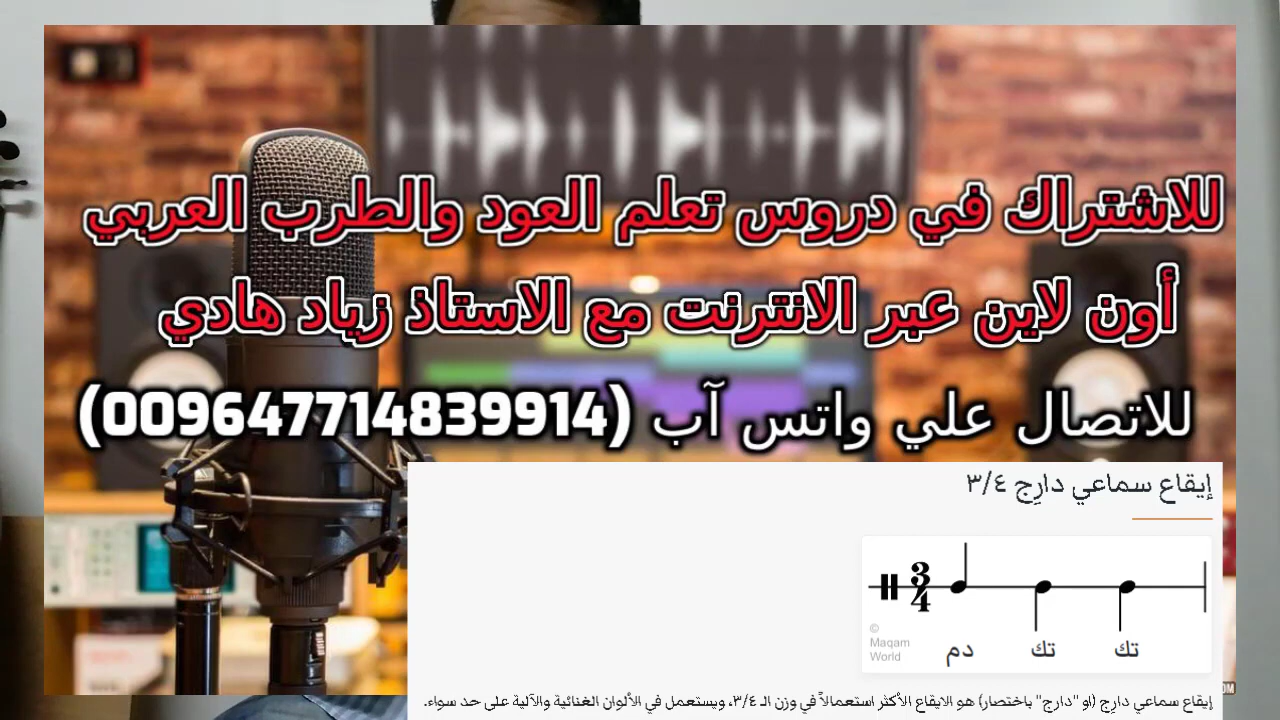 للاشتراك في دروس تعلم العود والطرب العربي
أون لاين عبر الانترنت مع الاستاذ زياد هادي
للاتصال علي واتس آب (009647714839914)
إيقاع سماعي دارِج ٣/٤
3
4
©
Maqam
World
دم تك تك
إيقاع سماعي دارِج (او "دارج" باختصار) هو الايقاع الأكثر استعمالاً في وزن الـ ٣/٤، ويستعمل في الألوان الغنائية والآلية على حد سواء.